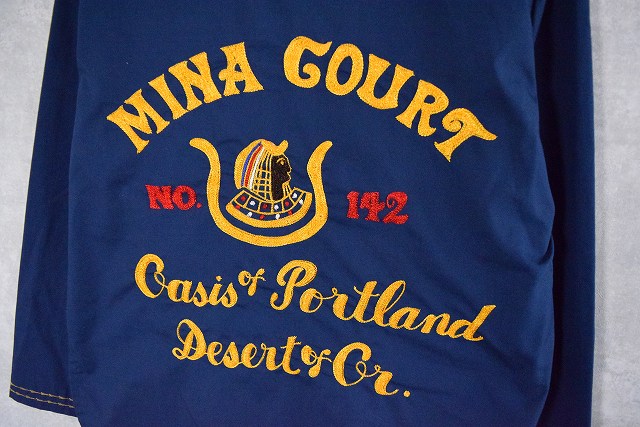 MINA COURT
NO. 142
Oasis of Portland
Desert of Or.